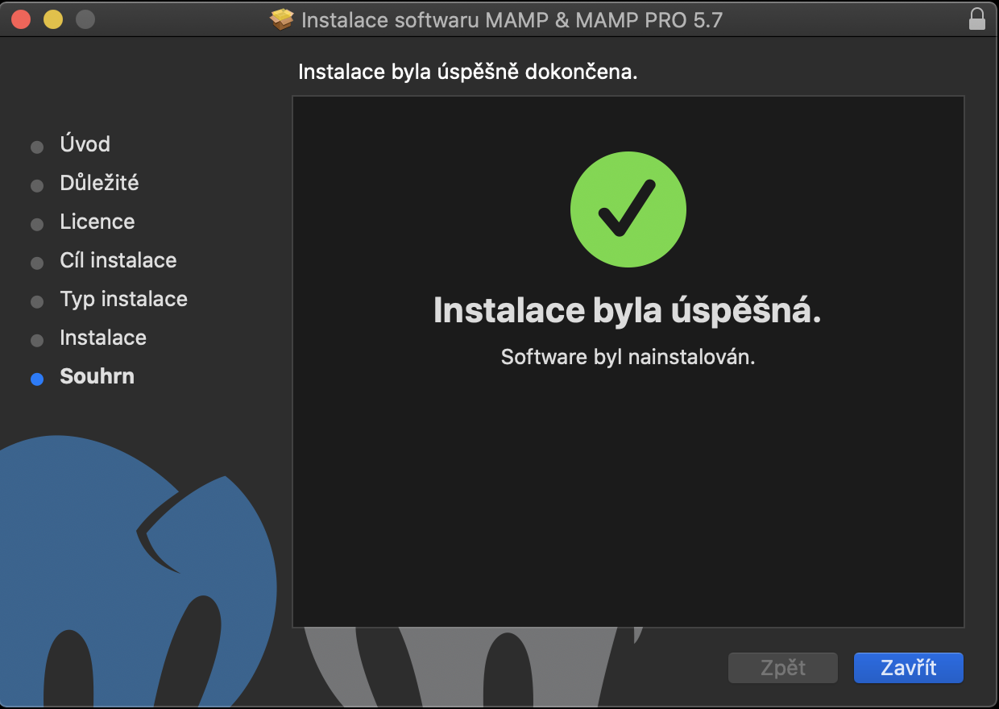 Instalace softwaru MAMP & MAMP PRO 5.7
Instalace byla úspěšně dokončena.
Úvod
Důležité
Licence
Cíl instalace
Typ instalace
Instalace
Souhrn
Instalace byla úspěšná.
Software byl nainstalován.
Zpět
Zavřít